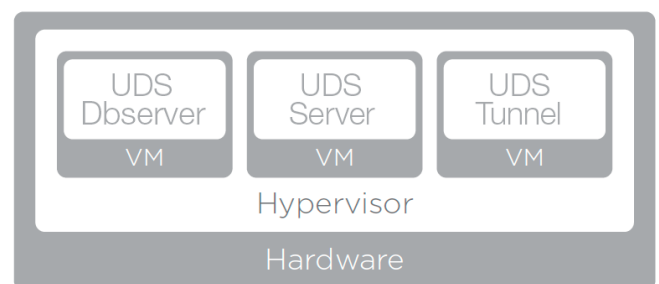 UDS
Dbserver
VM
UDS
Server
VM
UDS
Tunnel
VM
Hypervisor
Hardware